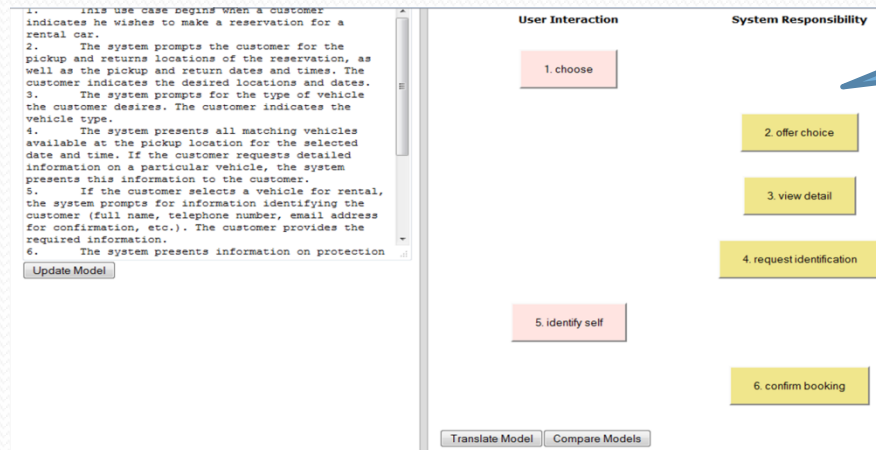 1. This use case begins when a customer
indicates he wishes to make a reservation for a
rental car.
2. The system prompts the customer for the
pickup and returns locations of the reservation, as
well as the pickup and return dates and times. The
customer indicates the desired locations and dates.
3. The system prompts for the type of vehicle
the customer desires. The customer indicates the
vehicle type.
4. The system presents all matching vehicles
available at the pickup location for the selected
date and time. If the customer requests detailed
information on a particular vehicle, the system
presents this information to the customer.
5. If the customer selects a vehicle for rental,
the system prompts for information identifying the
customer (full name, telephone number, email address
for confirmation, etc.). The customer provides the
required information.
6. The system presents information on protection
Update Model
User Interaction
System Responsibility
1. choose
2. offer choice
3. view detail
4. request identification
5. identify self
6. confirm booking
Translate Model
Compare Models